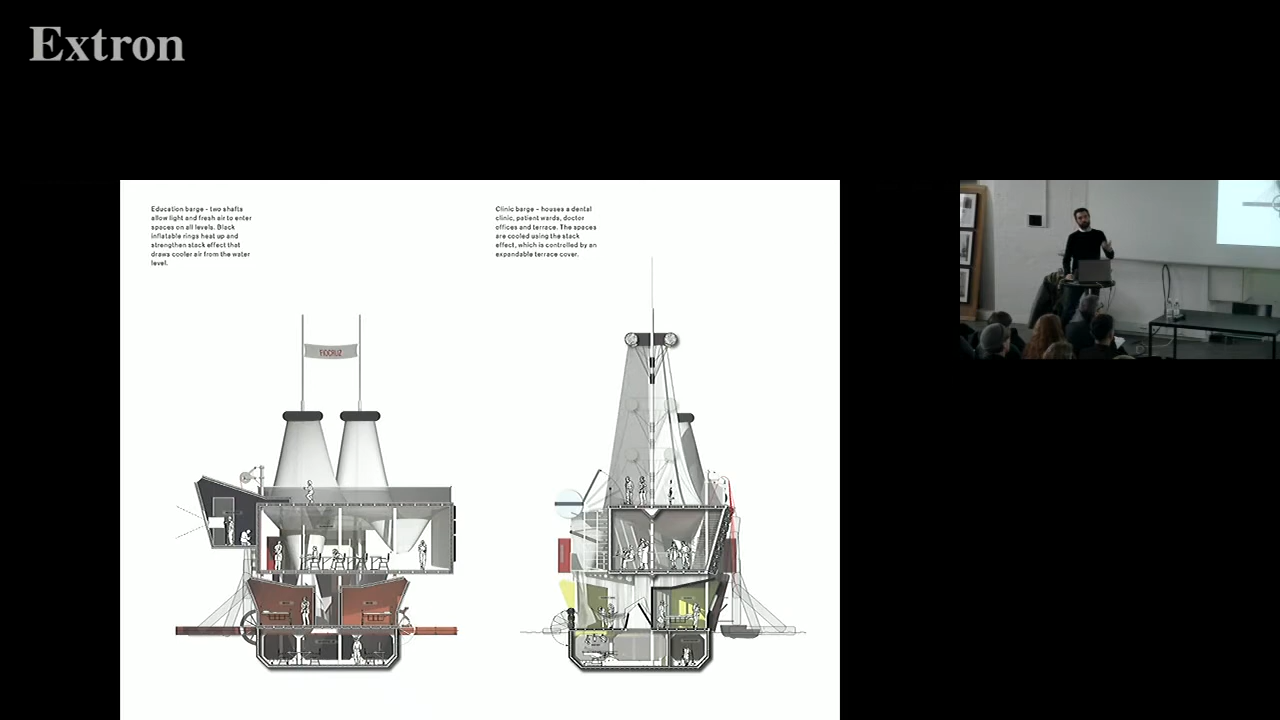 Extron
Education barge - two shafts
allow light and fresh air to enter
spaces on all levels. Black
inflatable rings heat up and
strengthen stack effect that
draws cooler air from the water
level.
Clinic barge - houses a dental
clinic, patient wards, doctor
offices and terrace. The spaces
are cooled using the stack
effect, which is controlled by an
expandable terrace cover.
FIOCRUZ